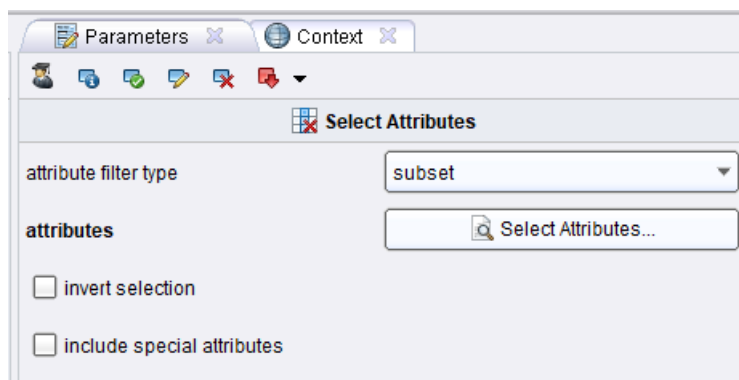 Parameters Context
Select Attributes
attribute filter type subset
attributes Select Attributes...
invert selection
include special attributes